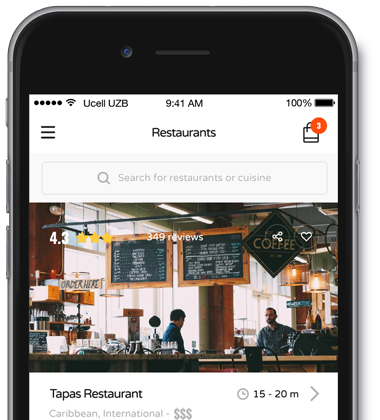 Ucell UZB 9:41 AM 100%
Restaurants
3
Search for restaurants or cuisine
4.3 349 reviews
COFFEE
ORDER HERE!
Tapas Restaurant 15 - 20 m
Caribbean, International - $$$